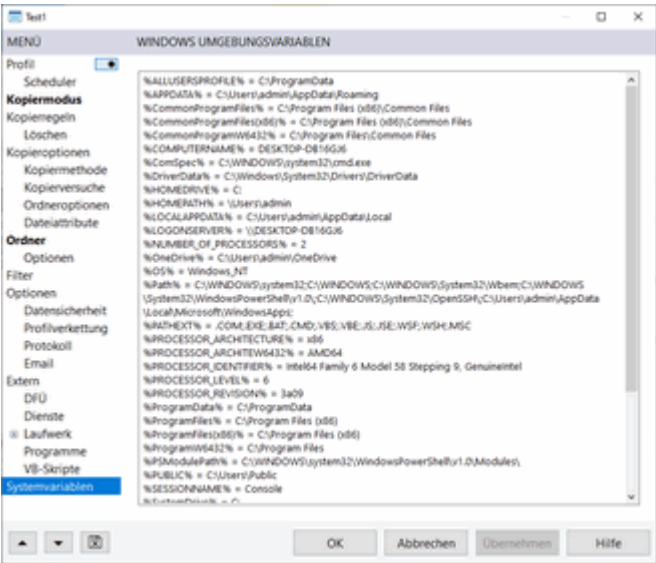 Test1
MENÜ
WINDOWS UMGEBUNGSVARIABLEN
Profil
Scheduler
Kopiermodus
Kopierregeln
Löschen
Kopieroptionen
Kopiermethode
Kopierversuche
Ordneroptionen
Dateiattribute
Ordner
Optionen
Filter
Optionen
Datensicherheit
Profilverkettung
Protokoll
Email
Extern
DFÜ
Dienste
Laufwerk
Programme
VB-Skripte
Systemvariablen
%ALLUSERSPROFILE% = C:\ProgramData
%APPDATA% = C:\Users\admin\AppData\Roaming
%CommonProgramFiles% = C:\Program Files (x86)\Common Files
%CommonProgramFiles(x86)% = C:\Program Files (x86)\Common Files
%CommonProgramW6432% = C:\Program Files\Common Files
%COMPUTERNAME% = DESKTOP-DB16GJ6
%ComSpec% = C:\WINDOWS\system32\cmd.exe
%DriverData% = C:\Windows\System32\Drivers\DriverData
%HOMEDRIVE% = C:
%HOMEPATH% = \Users\admin
%LOCALAPPDATA% = C:\Users\admin\AppData\Local
%LOGONSERVER% = \\DESKTOP-DB16GJ6
%NUMBER_OF_PROCESSORS% = 2
%OneDrive% = C:\Users\admin\OneDrive
%OS% = Windows_NT
%Path% = C:\WINDOWS\system32;C:\WINDOWS;C:\WINDOWS\System32\Wbem;C:\WINDOWS
\System32\WindowsPowerShell\v1.0\;C:\WINDOWS\System32\OpenSSH\;C:\Users\admin\AppData
\Local\Microsoft\WindowsApps;
%PATHEXT% = .COM;.EXE;.BAT;.CMD;.VBS;.VBE;.JS;.JSE;.WSF;.WSH;.MSC
%PROCESSOR_ARCHITECTURE% = x86
%PROCESSOR_ARCHITEW6432% = AMD64
%PROCESSOR_IDENTIFIER% = Intel64 Family 6 Model 58 Stepping 9, GenuineIntel
%PROCESSOR_LEVEL% = 6
%PROCESSOR_REVISION% = 3a09
%ProgramData% = C:\ProgramData
%ProgramFiles% = C:\Program Files (x86)
%ProgramFiles(x86)% = C:\Program Files (x86)
%ProgramW6432% = C:\Program Files
%PSModulePath% = C:\WINDOWS\system32\WindowsPowerShell\v1.0\Modules\
%PUBLIC% = C:\Users\Public
%SESSIONNAME% = Console
%SystemDrive% = C:
OK
Abbrechen
Übernehmen
Hilfe